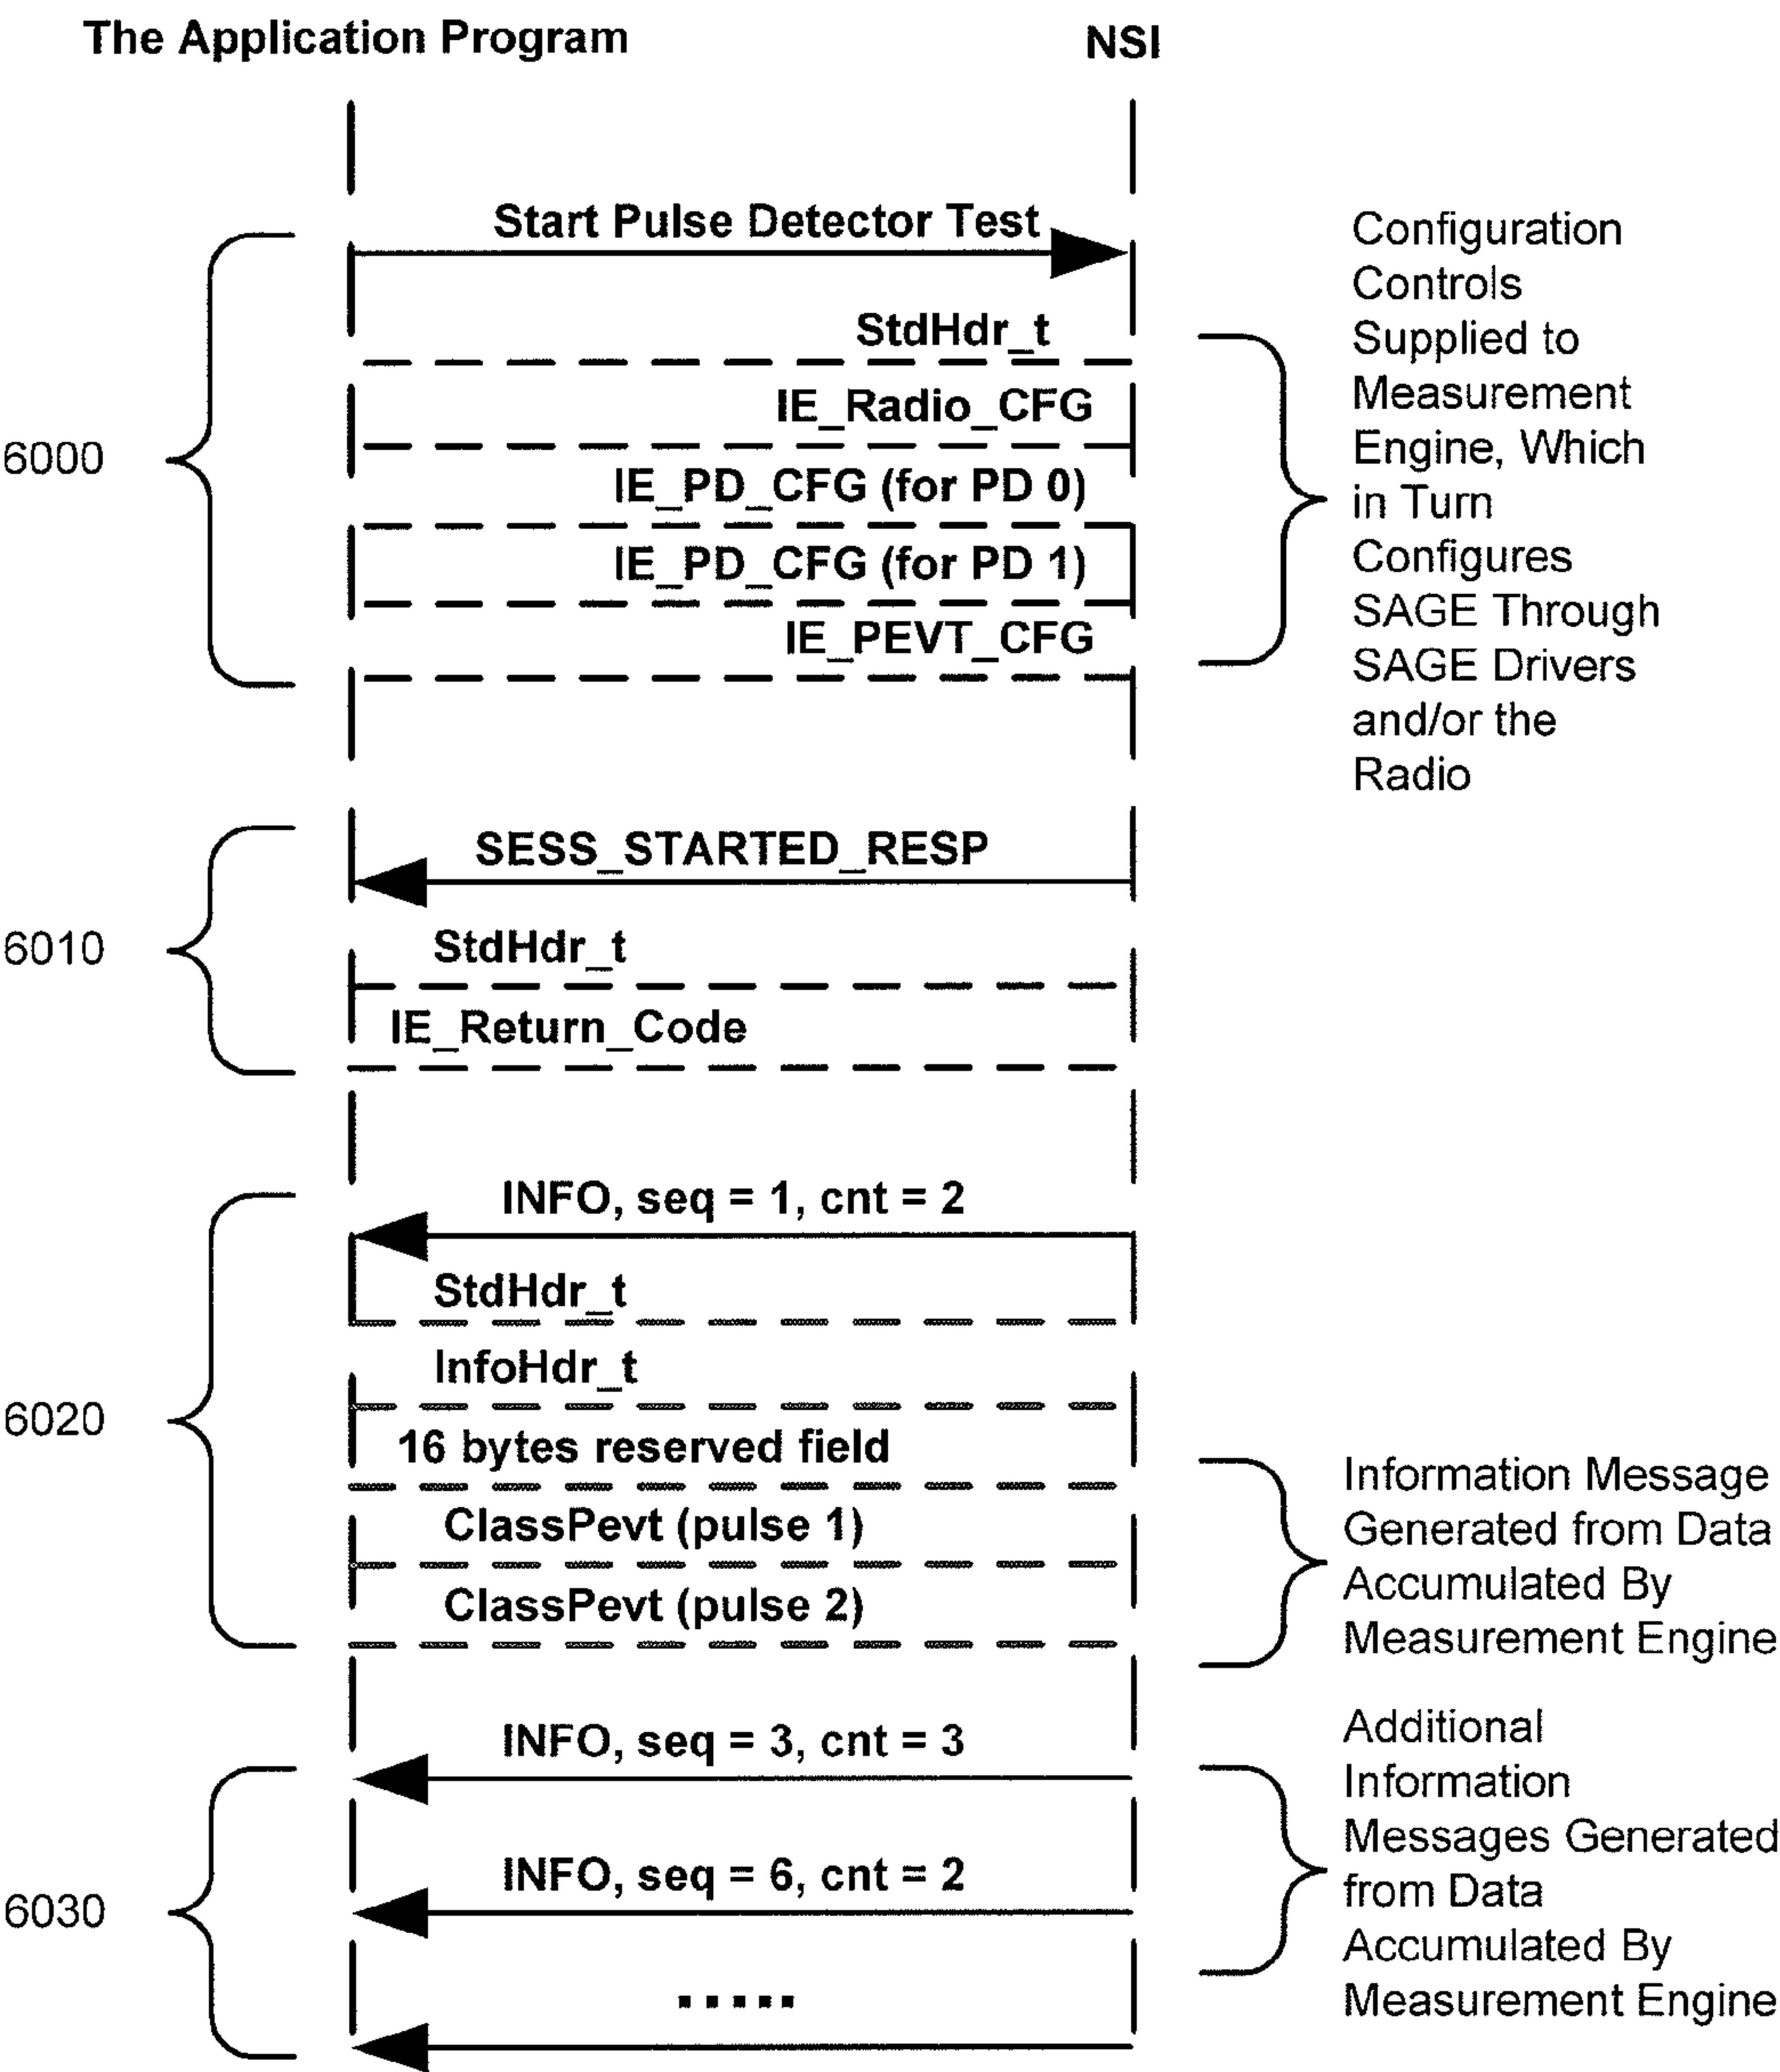 The Application Program
NSI
Start Pulse Detector Test
StdHdr_t
IE_Radio_CFG
IE_PD_CFG (for PD 0)
IE_PD_CFG (for PD 1)
IE_PEVT_CFG
6000
Configuration
Controls
Supplied to
Measurement
Engine, Which
in Turn
Configures
SAGE Through
SAGE Drivers
and/or the
Radio
SESS_STARTED_RESP
StdHdr_t
IE_Return_Code
6010
INFO, seq = 1, cnt = 2
StdHdr_t
InfoHdr_t
16 bytes reserved field
ClassPevt (pulse 1)
ClassPevt (pulse 2)
6020
Information Message
Generated from Data
Accumulated By
Measurement Engine
INFO, seq = 3, cnt = 3
INFO, seq = 6, cnt = 2
.....
6030
Additional
Information
Messages Generated
from Data
Accumulated By
Measurement Engine